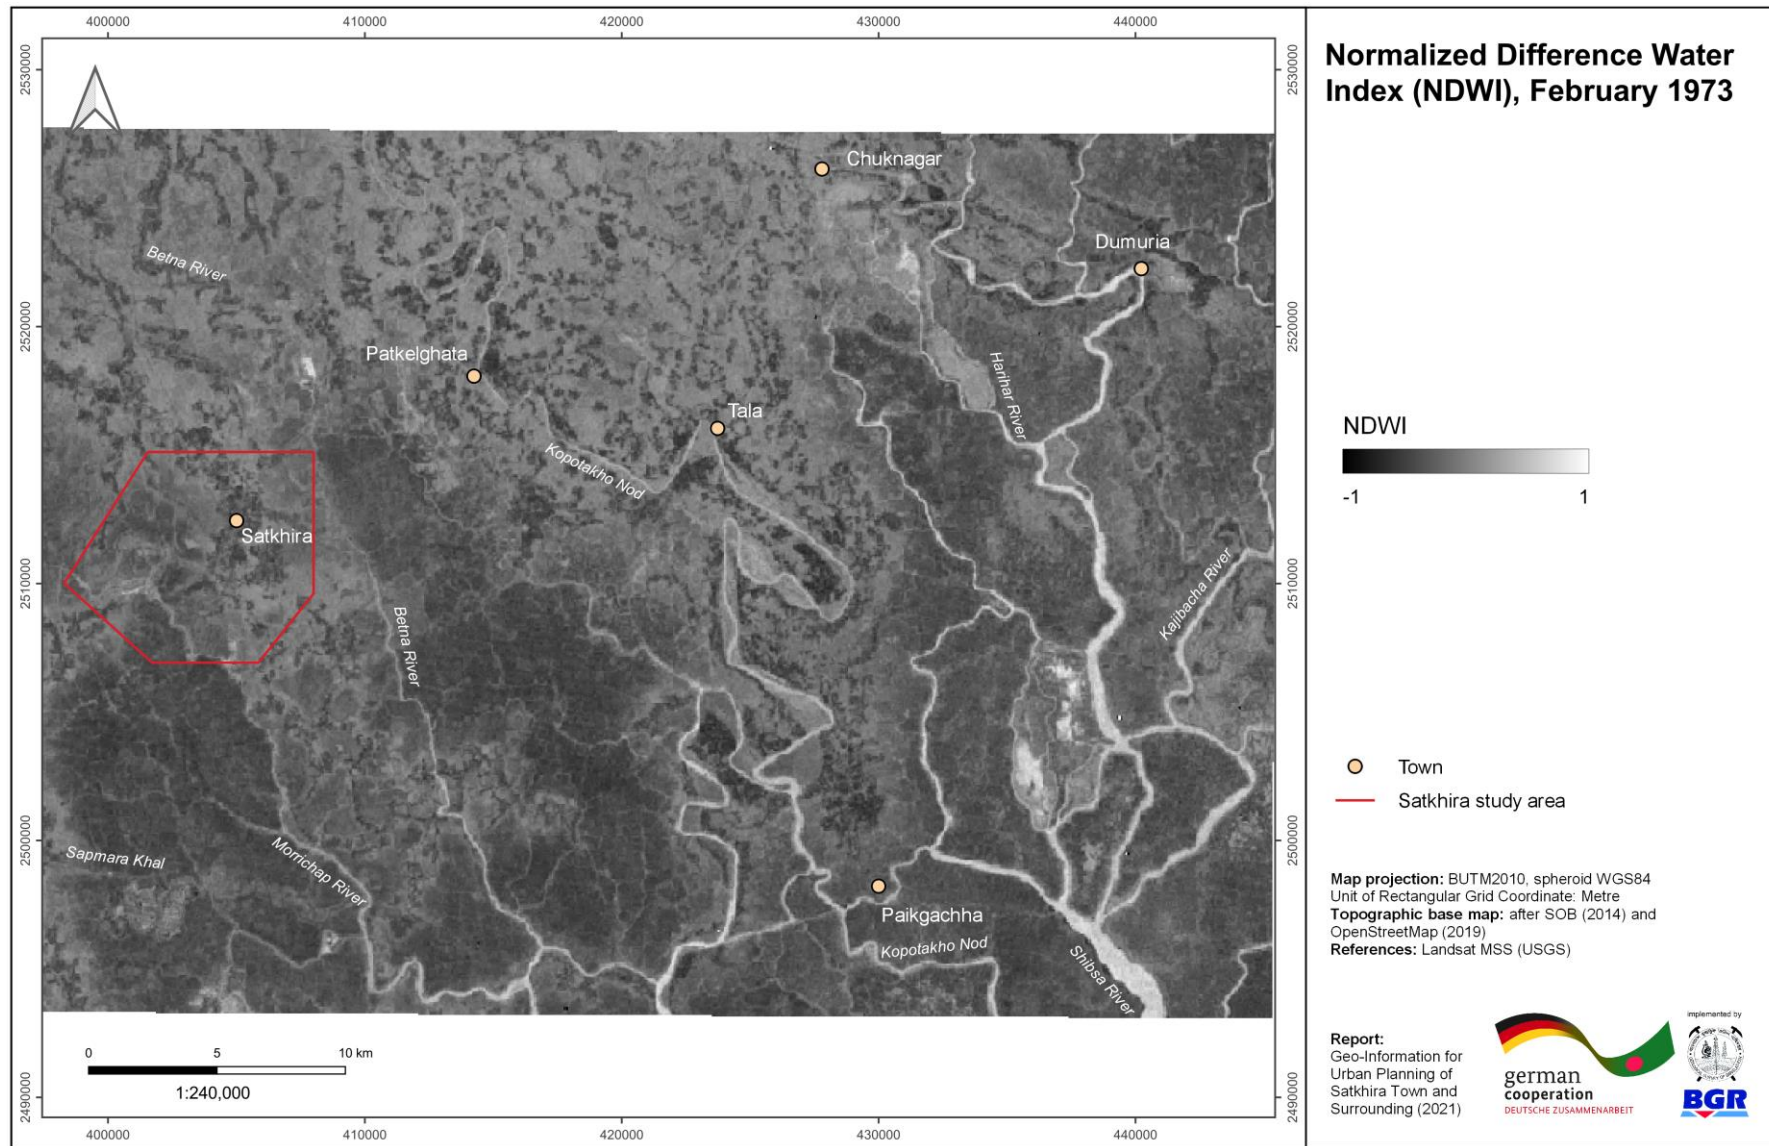 400000
410000
420000
430000
440000
2530000
2530000
Normalized Difference Water
Index (NDWI), February 1973
Chuknagar
Dumuria
Betna River
2520000
2520000
Patkelghata
Harihar River
Tala
NDWI
-1
1
Kopotakho Nod
Satkhira
2510000
2510000
Kajibacha River
Betna River
Town
Satkhira study area
2500000
2500000
Sapmara Khal
Morrichap River
Paikgachha
Kopotakho Nod
Shibsa River
Map projection: BUTM2010, spheroid WGS84
Unit of Rectangular Grid Coordinate: Metre
Topographic base map: after SOB (2014) and
OpenStreetMap (2019)
References: Landsat MSS (USGS)
0
5
10 km
1:240,000
2490000
2490000
Report:
Geo-Information for
Urban Planning of
Satkhira Town and
Surrounding (2021)
german
cooperation
DEUTSCHE ZUSAMMENARBEIT
implemented by
BGR
400000
410000
420000
430000
440000